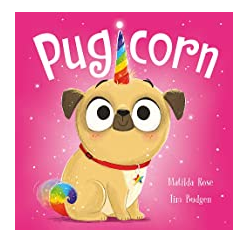 Pugicorn
Matilda Rose
Tim Budgen